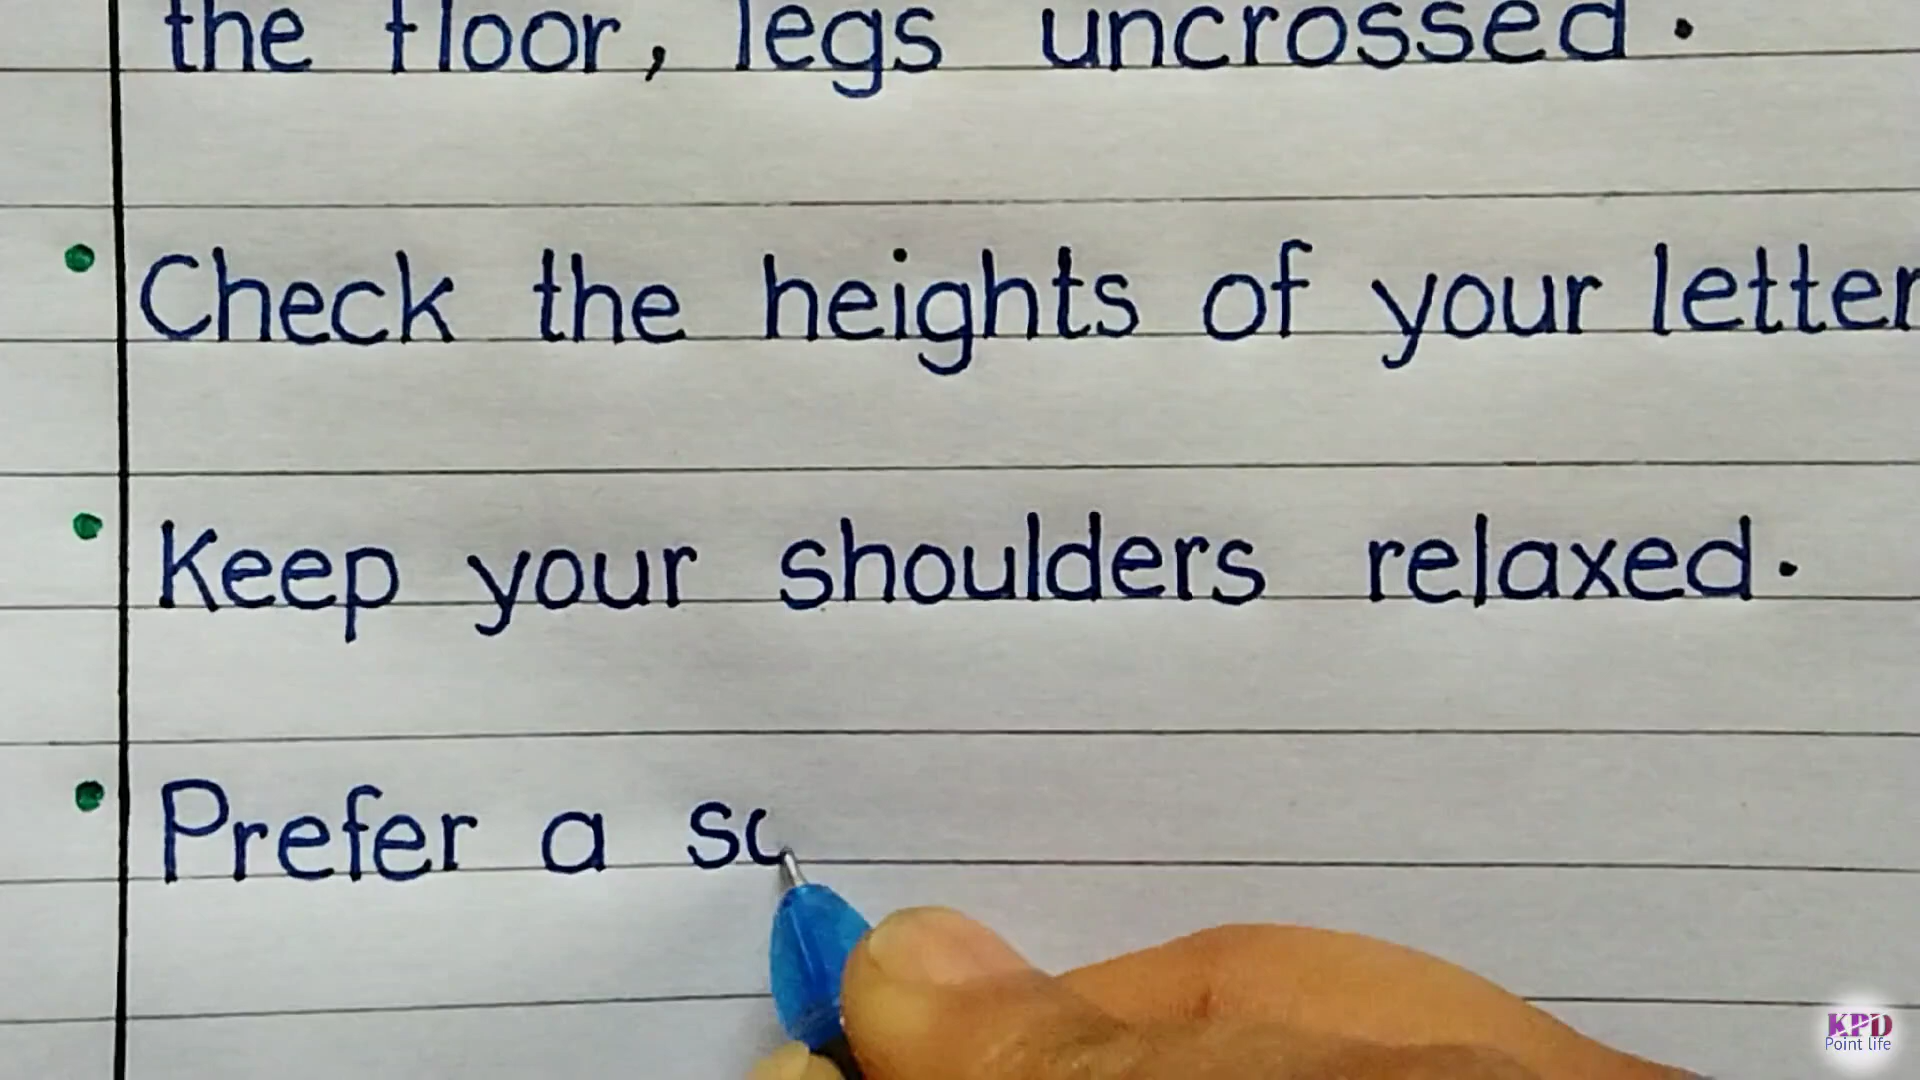 the floor, legs uncrossed.
• Check the heights of your letter
• Keep your shoulders relaxed.
• Prefer a
KPD
Point life